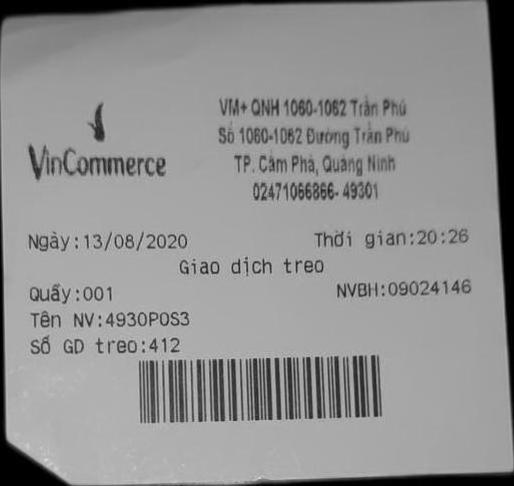 VinCommerce
VM+ QNH 1060-1062 Trần Phú
Số 1060-1062 Đường Trần Phú
TP. Cẩm Phả, Quảng Ninh
02471066866- 49301
Ngày:13/08/2020 Thời gian:20:26
Giao dịch treo
Quầy:001 NVBH:09024146
Tên NV:4930POS3
Số GD treo:412